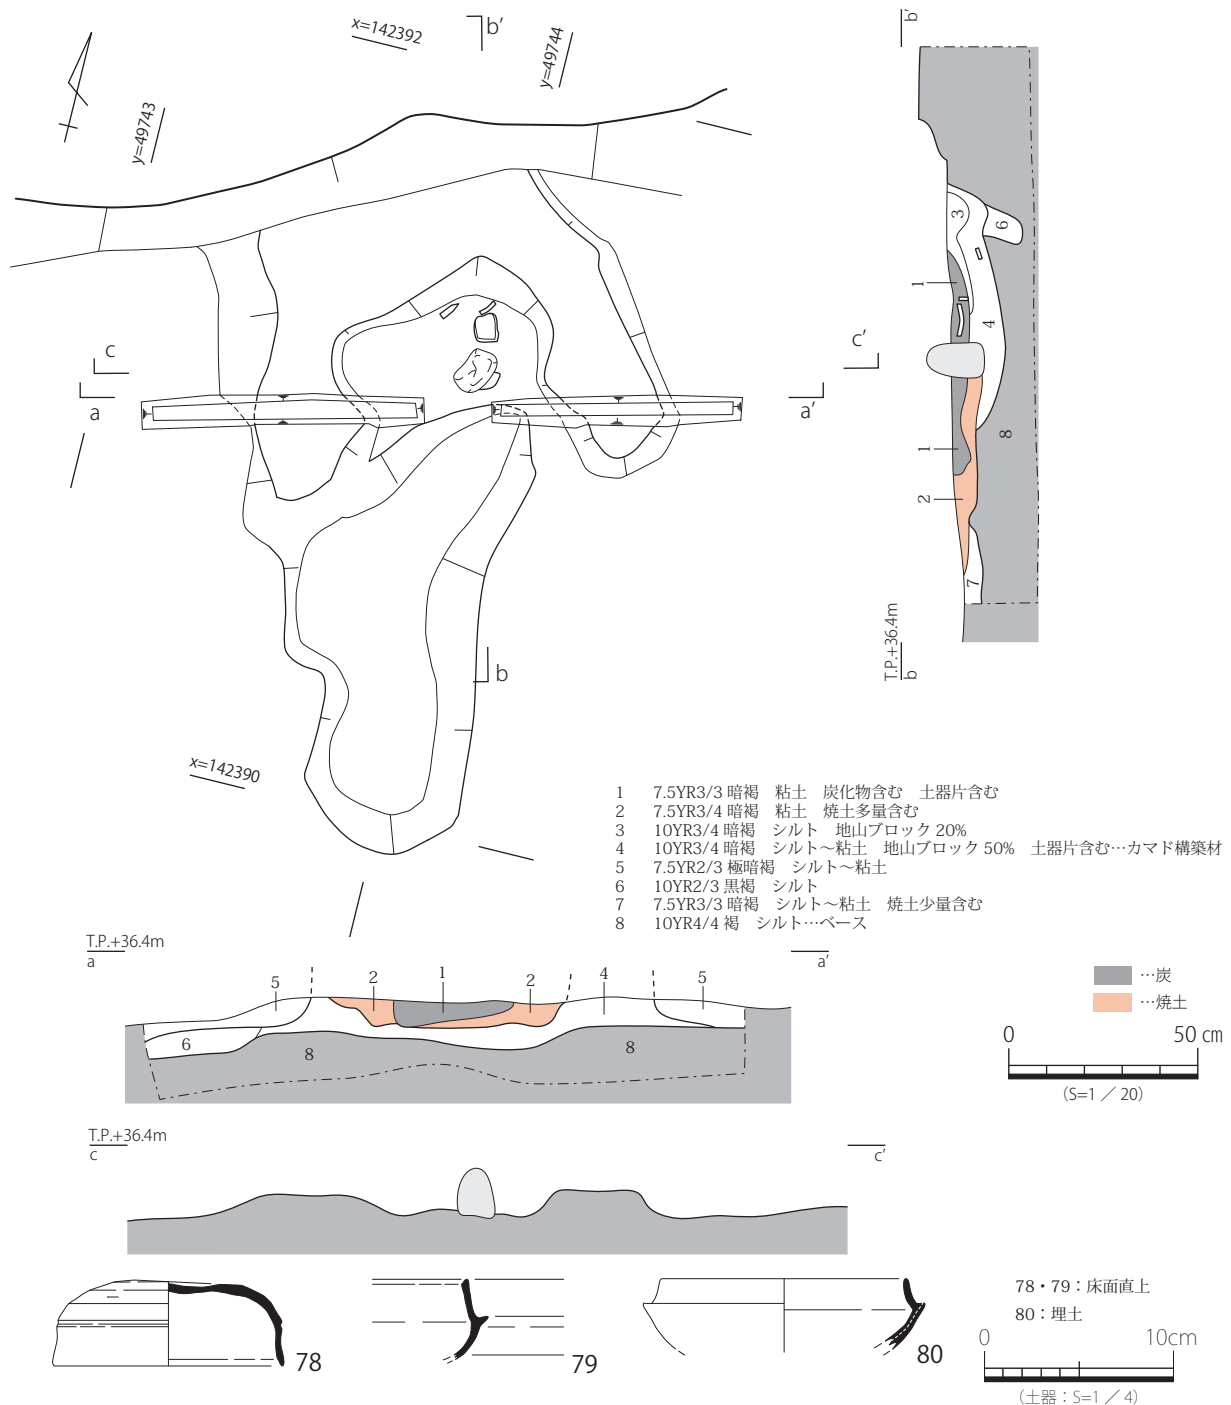 x=142392
b′
y=49744
y=49743
b′
3
6
1
4
c
c′
a
a′
8
1
2
7
T.P.+36.4m
b
b
x=142390
1 7.5YR3/3 暗褐 粘土 炭化物含む 土器片含む
2 7.5YR3/4 暗褐 粘土 焼土多量含む
3 10YR3/4 暗褐 シルト 地山ブロック 20%
4 10YR3/4 暗褐 シルト～粘土 地山ブロック 50% 土器片含む…カマド構築材
5 7.5YR2/3 極暗褐 シルト～粘土
6 10YR2/3 黒褐 シルト
7 7.5YR3/3 暗褐 シルト～粘土 焼土少量含む
8 10YR4/4 褐 シルト…ベース
T.P.+36.4m
a
a′
5
2
1
2
4
5
6
8
8
…炭
…焼土
0 50 ㎝
(S=1 ／ 20)
T.P.+36.4m
c
c′
78
79
80
78・79：床面直上
80：埋土
0 10cm
(土器：S=1 ／ 4)